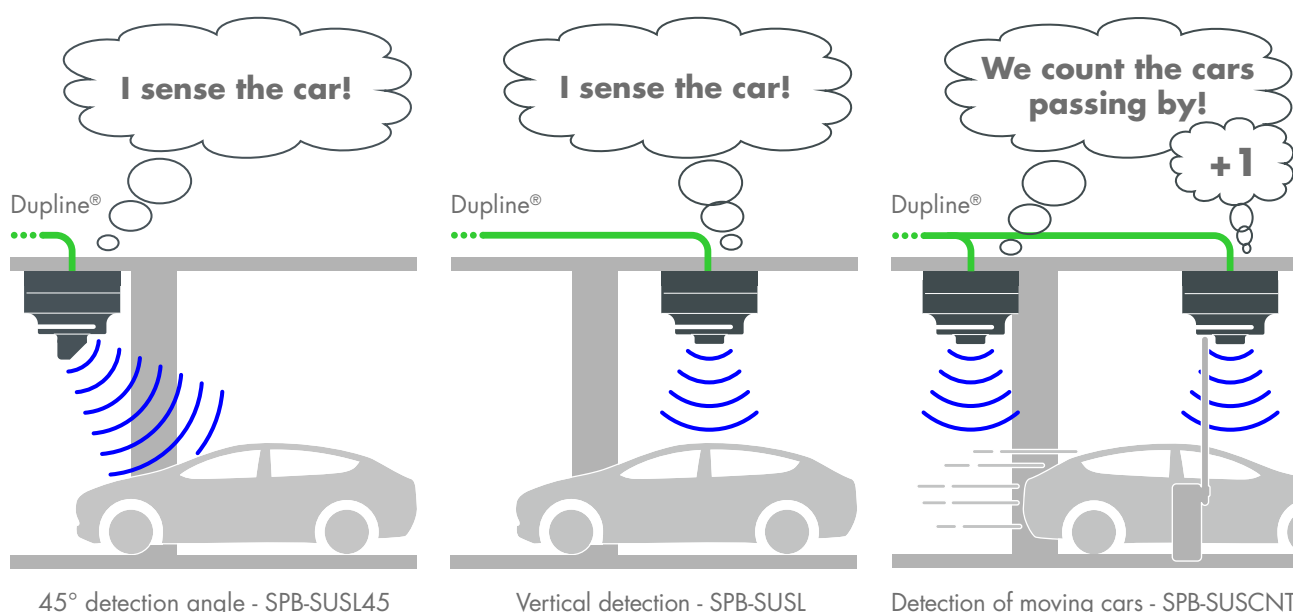 I sense the car!
Dupline®
45° detection angle - SPB-SUSL45
I sense the car!
Dupline®
Vertical detection - SPB-SUSL
We count the cars
passing by!
+1
Dupline®
Detection of moving cars - SPB-SUSCNT